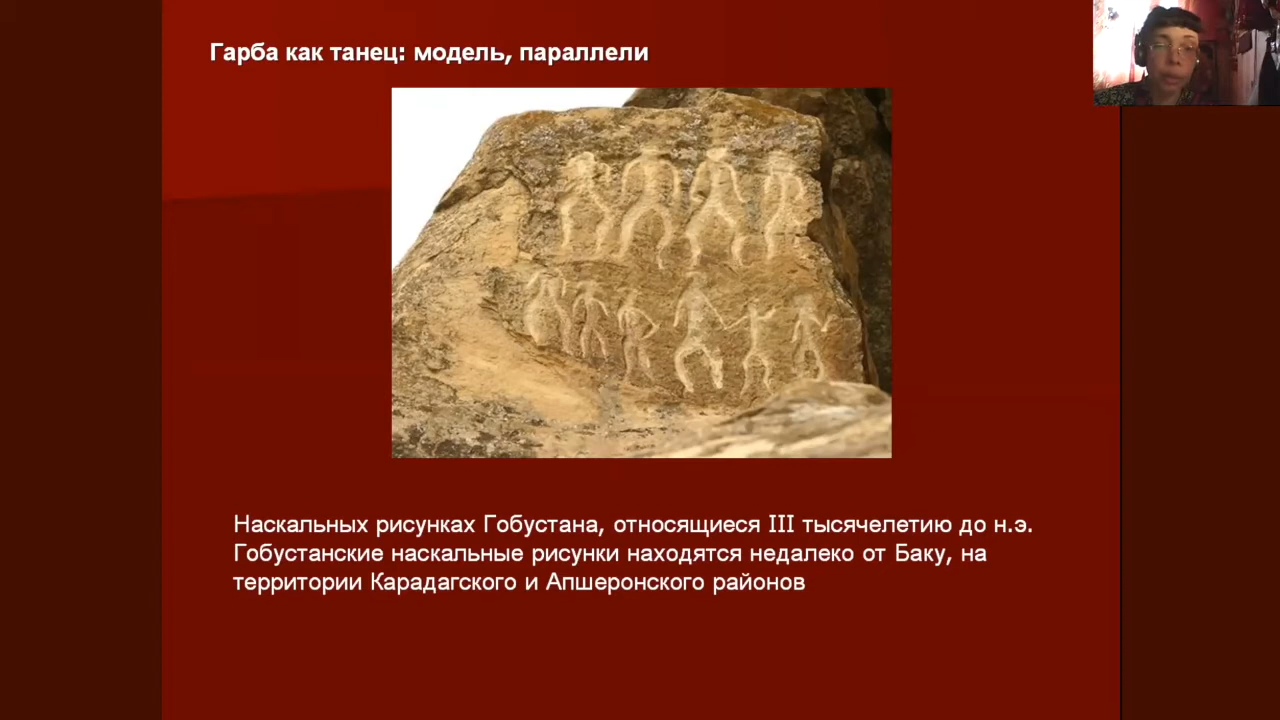 Гарба как танец: модель, параллели
Наскальных рисунках Гобустана, относящиеся III тысячелетию до н.э.
Гобустанские наскальные рисунки находятся недалеко от Баку, на
территории Карадагского и Апшеронского районов